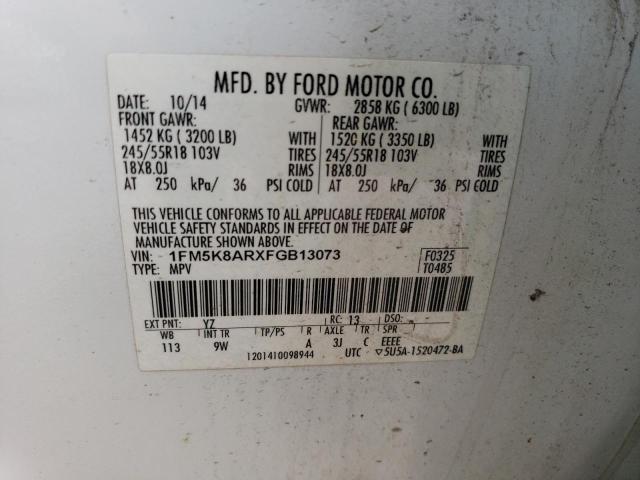 MFD. BY FORD MOTOR CO.
DATE: 10/14 GVWR: 2858 KG ( 6300 LB)
FRONT GAWR: REAR GAWR:
1452 KG ( 3200 LB) 1520 KG ( 3350 LB)
245/55R18 103V TIRES 245/55R18 103V TIRES
18X8.0J RIMS 18X8.0J RIMS
AT 250 kPa/ 36 PSI COLD AT 250 kPa/ 36 PSI COLD
THIS VEHICLE CONFORMS TO ALL APPLICABLE FEDERAL MOTOR
VEHICLE SAFETY STANDARDS IN EFFECT ON THE DATE OF
MANUFACTURE SHOWN ABOVE.
VIN: 1FM5K8ARXFGB13073 F0325
TYPE: MPV T0485
EXT PNT: YZ RC: 13 DSO:
WB INT TR TP/PS R AXLE TR SPR
113 9W A 3J C EEEE
1201410098944 UTC ▽5U5A-1520472-BA